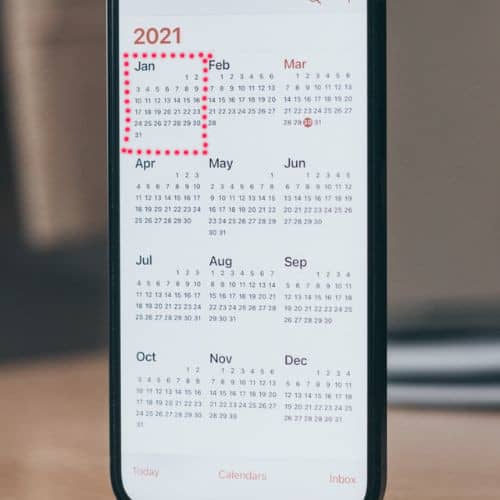 2021
Jan
1 2
3 4 5 6 7 8 9
10 11 12 13 14 15 16
17 18 19 20 21 22 23
24 25 26 27 28 29 30
31
Feb
1 2 3 4 5 6
7 8 9 10 11 12 13
14 15 16 17 18 19 20
21 22 23 24 25 26 27
28
Mar
1 2 3 4 5 6
7 8 9 10 11 12 13
14 15 16 17 18 19 20
21 22 23 24 25 26 27
28 29 30 31
Apr
1 2 3
4 5 6 7 8 9 10
11 12 13 14 15 16 17
18 19 20 21 22 23 24
25 26 27 28 29 30
May
1
2 3 4 5 6 7 8
9 10 11 12 13 14 15
16 17 18 19 20 21 22
23 24 25 26 27 28 29
30 31
Jun
1 2 3 4 5
6 7 8 9 10 11 12
13 14 15 16 17 18 19
20 21 22 23 24 25 26
27 28 29 30
Jul
1 2 3
4 5 6 7 8 9 10
11 12 13 14 15 16 17
18 19 20 21 22 23 24
25 26 27 28 29 30 31
Aug
1 2 3 4 5 6 7
8 9 10 11 12 13 14
15 16 17 18 19 20 21
22 23 24 25 26 27 28
29 30 31
Sep
1 2 3 4
5 6 7 8 9 10 11
12 13 14 15 16 17 18
19 20 21 22 23 24 25
26 27 28 29 30
Oct
1 2
3 4 5 6 7 8 9
10 11 12 13 14 15 16
17 18 19 20 21 22 23
24 25 26 27 28 29 30
31
Nov
1 2 3 4 5 6
7 8 9 10 11 12 13
14 15 16 17 18 19 20
21 22 23 24 25 26 27
28 29 30
Dec
1 2 3 4
5 6 7 8 9 10 11
12 13 14 15 16 17 18
19 20 21 22 23 24 25
26 27 28 29 30 31
Today Calendars Inbox